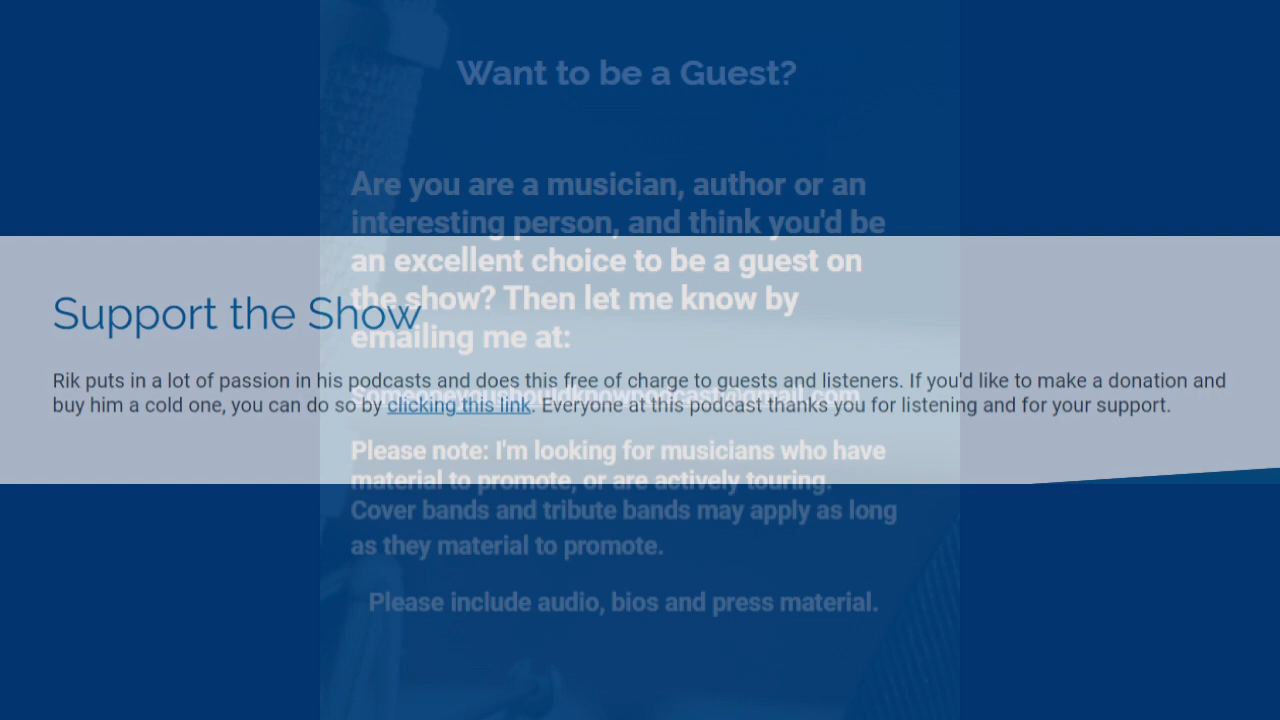 Want to be a Guest?
Are you are a musician, author or an
interesting person, and think you'd be
an excellent choice to be a guest on
the show? Then let me know by
emailing me at:
Support the Show
Rik puts in a lot of passion in his podcasts and does this free of charge to guests and listeners. If you'd like to make a donation and
buy him a cold one, you can do so by clicking this link. Everyone at this podcast thanks you for listening and for your support.
Someoneyoushouldknowpodcast@gmail.com
Please note: I'm looking for musicians who have
material to promote, or are actively touring.
Cover bands and tribute bands may apply as long
as they material to promote.
Please include audio, bios and press material.